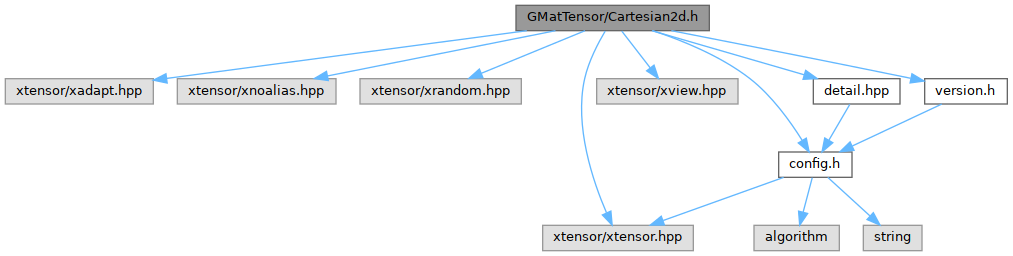 GMatTensor/Cartesian2d.h
xtensor/xadapt.hpp
xtensor/xnoalias.hpp
xtensor/xrandom.hpp
xtensor/xview.hpp
detail.hpp
version.h
config.h
xtensor/xtensor.hpp
algorithm
string